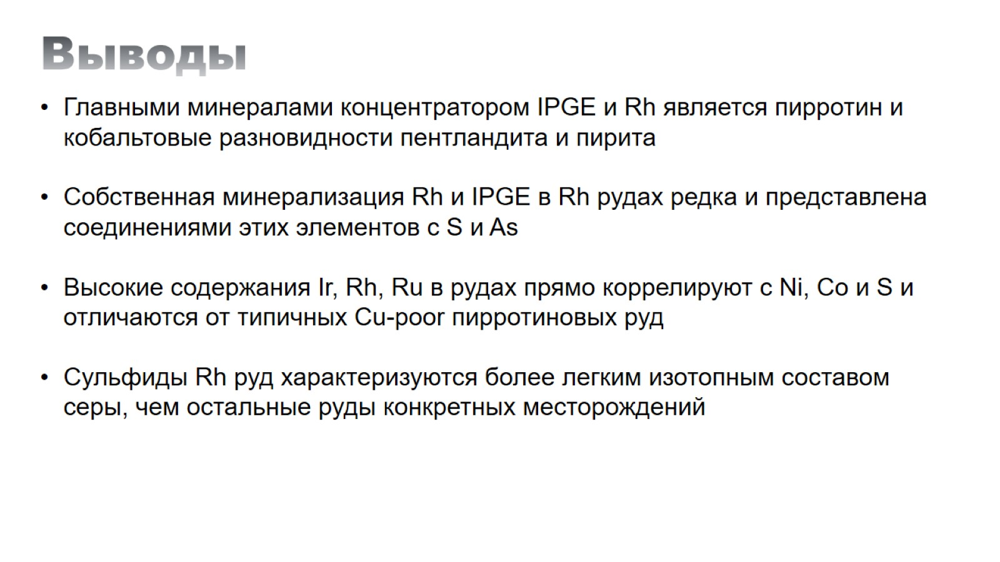 Выводы
• Главными минералами концентратором IPGE и Rh является пирротин и
кобальтовые разновидности пентландита и пирита
• Собственная минерализация Rh и IPGE в Rh рудах редка и представлена
соединениями этих элементов с S и As
• Высокие содержания Ir, Rh, Ru в рудах прямо коррелируют с Ni, Co и S и
отличаются от типичных Cu-poor пирротиновых руд
• Сульфиды Rh руд характеризуются более легким изотопным составом
серы, чем остальные руды конкретных месторождений